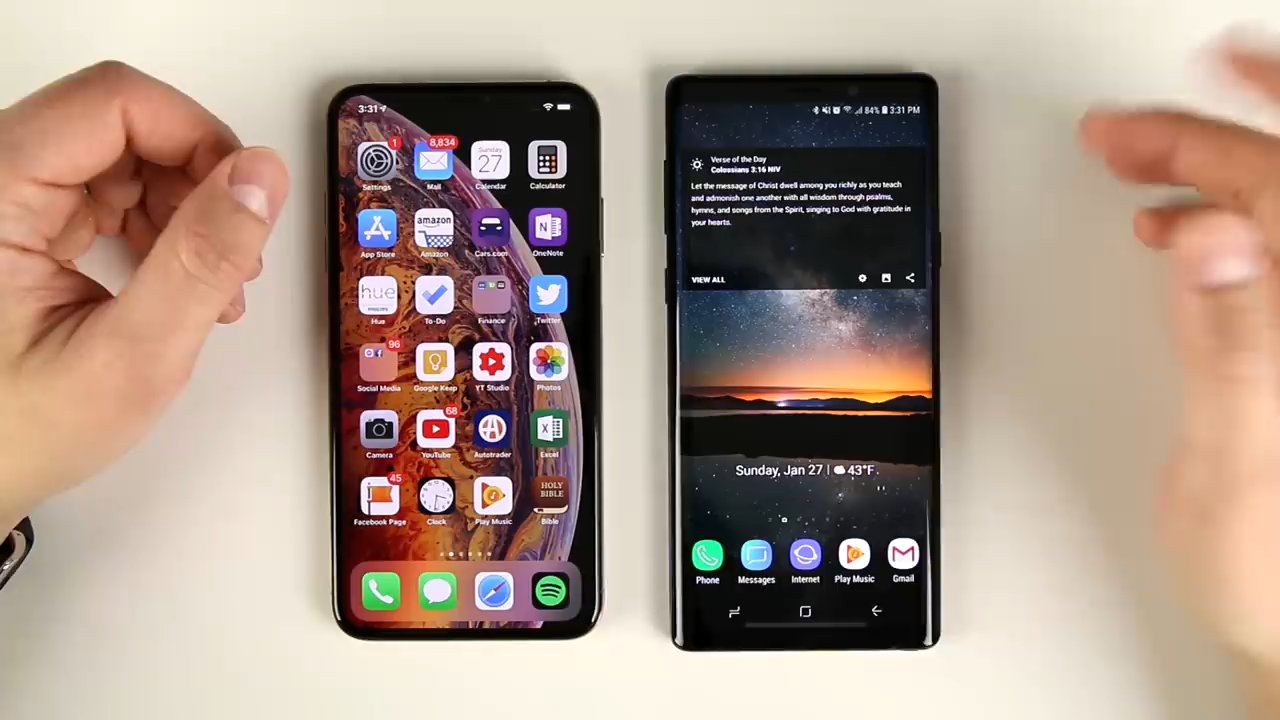 3:31
1
8,834
Sunday
27
Settings
Mail
Calendar
Calculator
amazon
N
App Store
Amazon
Cars.com
OneNote
hue
Hue
To-Do
Finance
Twitter
96
Social Media
Google Keep
YT Studio
Photos
68
Camera
YouTube
Autotrader
Excel
45
HOLY
BIBLE
Facebook Page
Clock
Play Music
Bible
84% 3:31 PM
Verse of the Day
Colossians 3:16 NIV
Let the message of Christ dwell among you richly as you teach
and admonish one another with all wisdom through psalms,
hymns, and songs from the Spirit, singing to God with gratitude in
your hearts.
VIEW ALL
Sunday, Jan 27 | 43°F
Phone
Messages
Internet
Play Music
Gmail